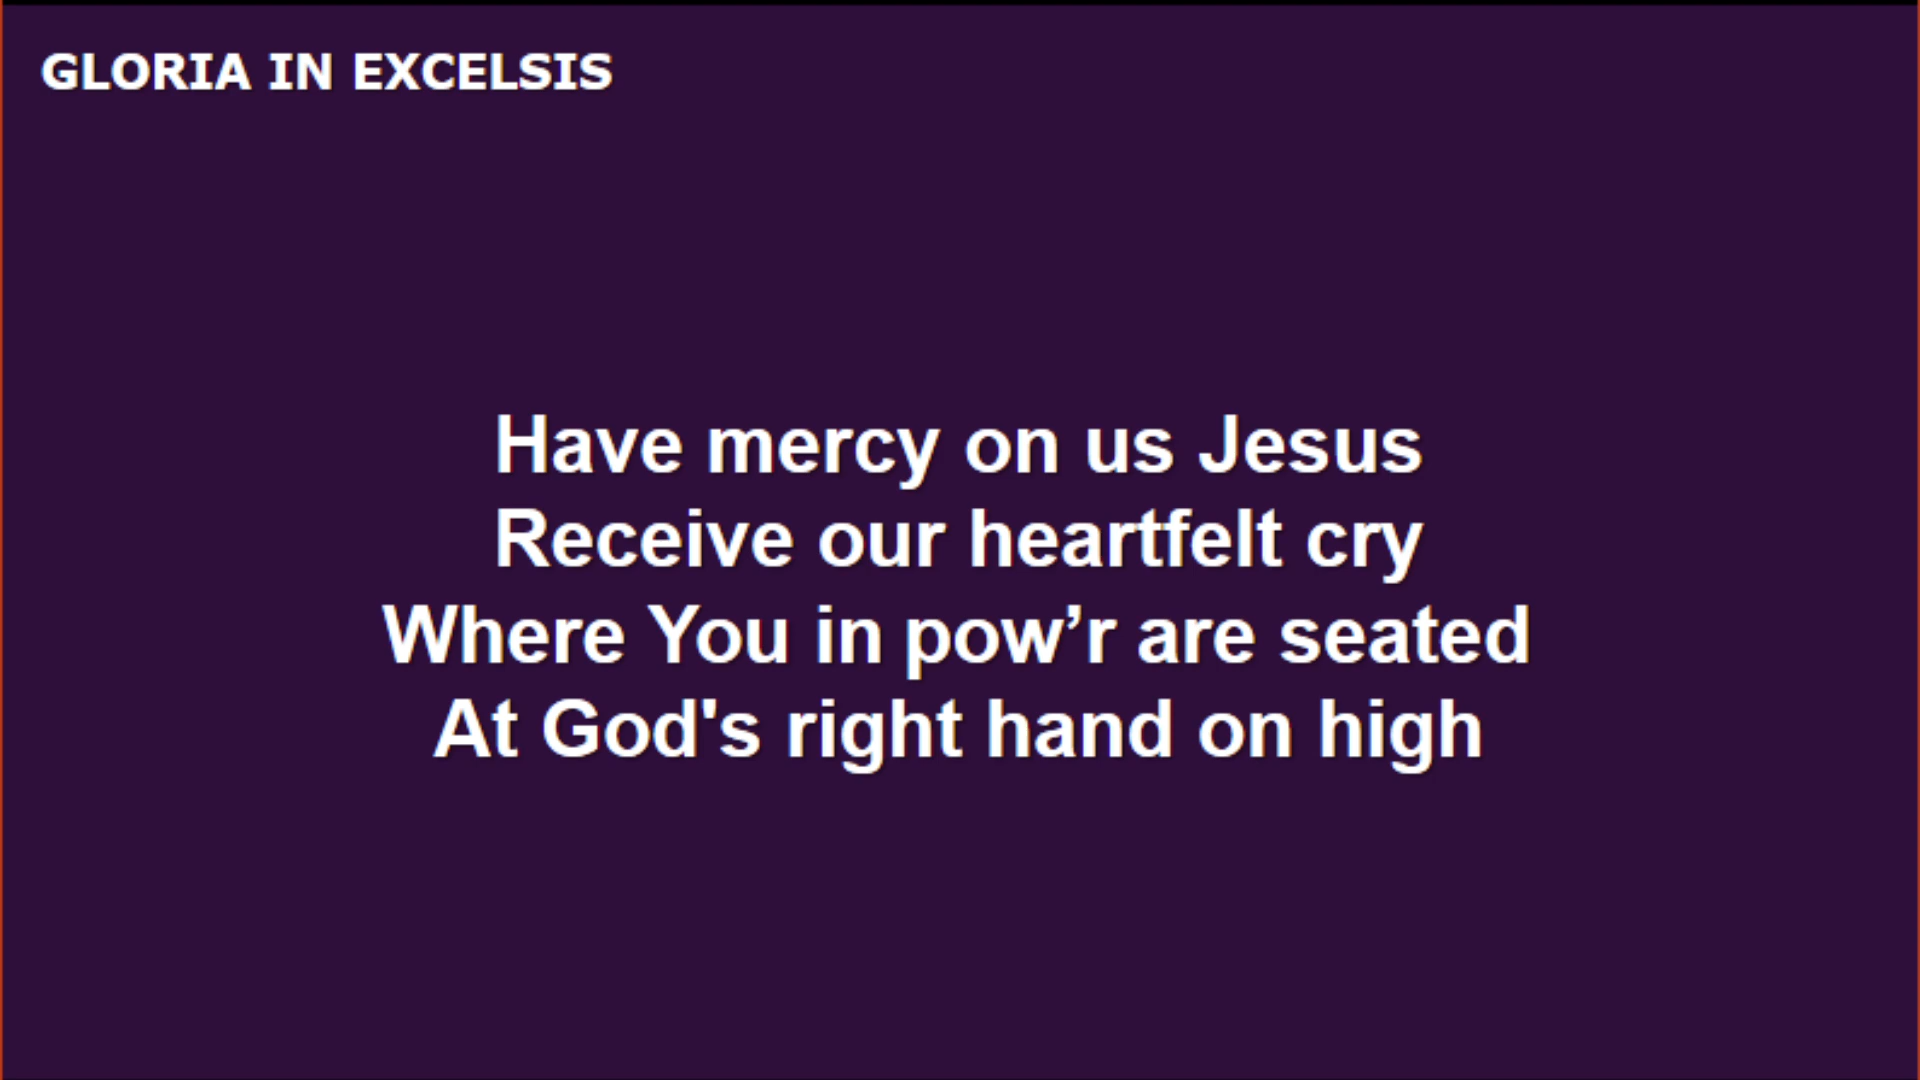 GLORIA IN EXCELSIS
Have mercy on us Jesus
Receive our heartfelt cry
Where You in pow’r are seated
At God's right hand on high